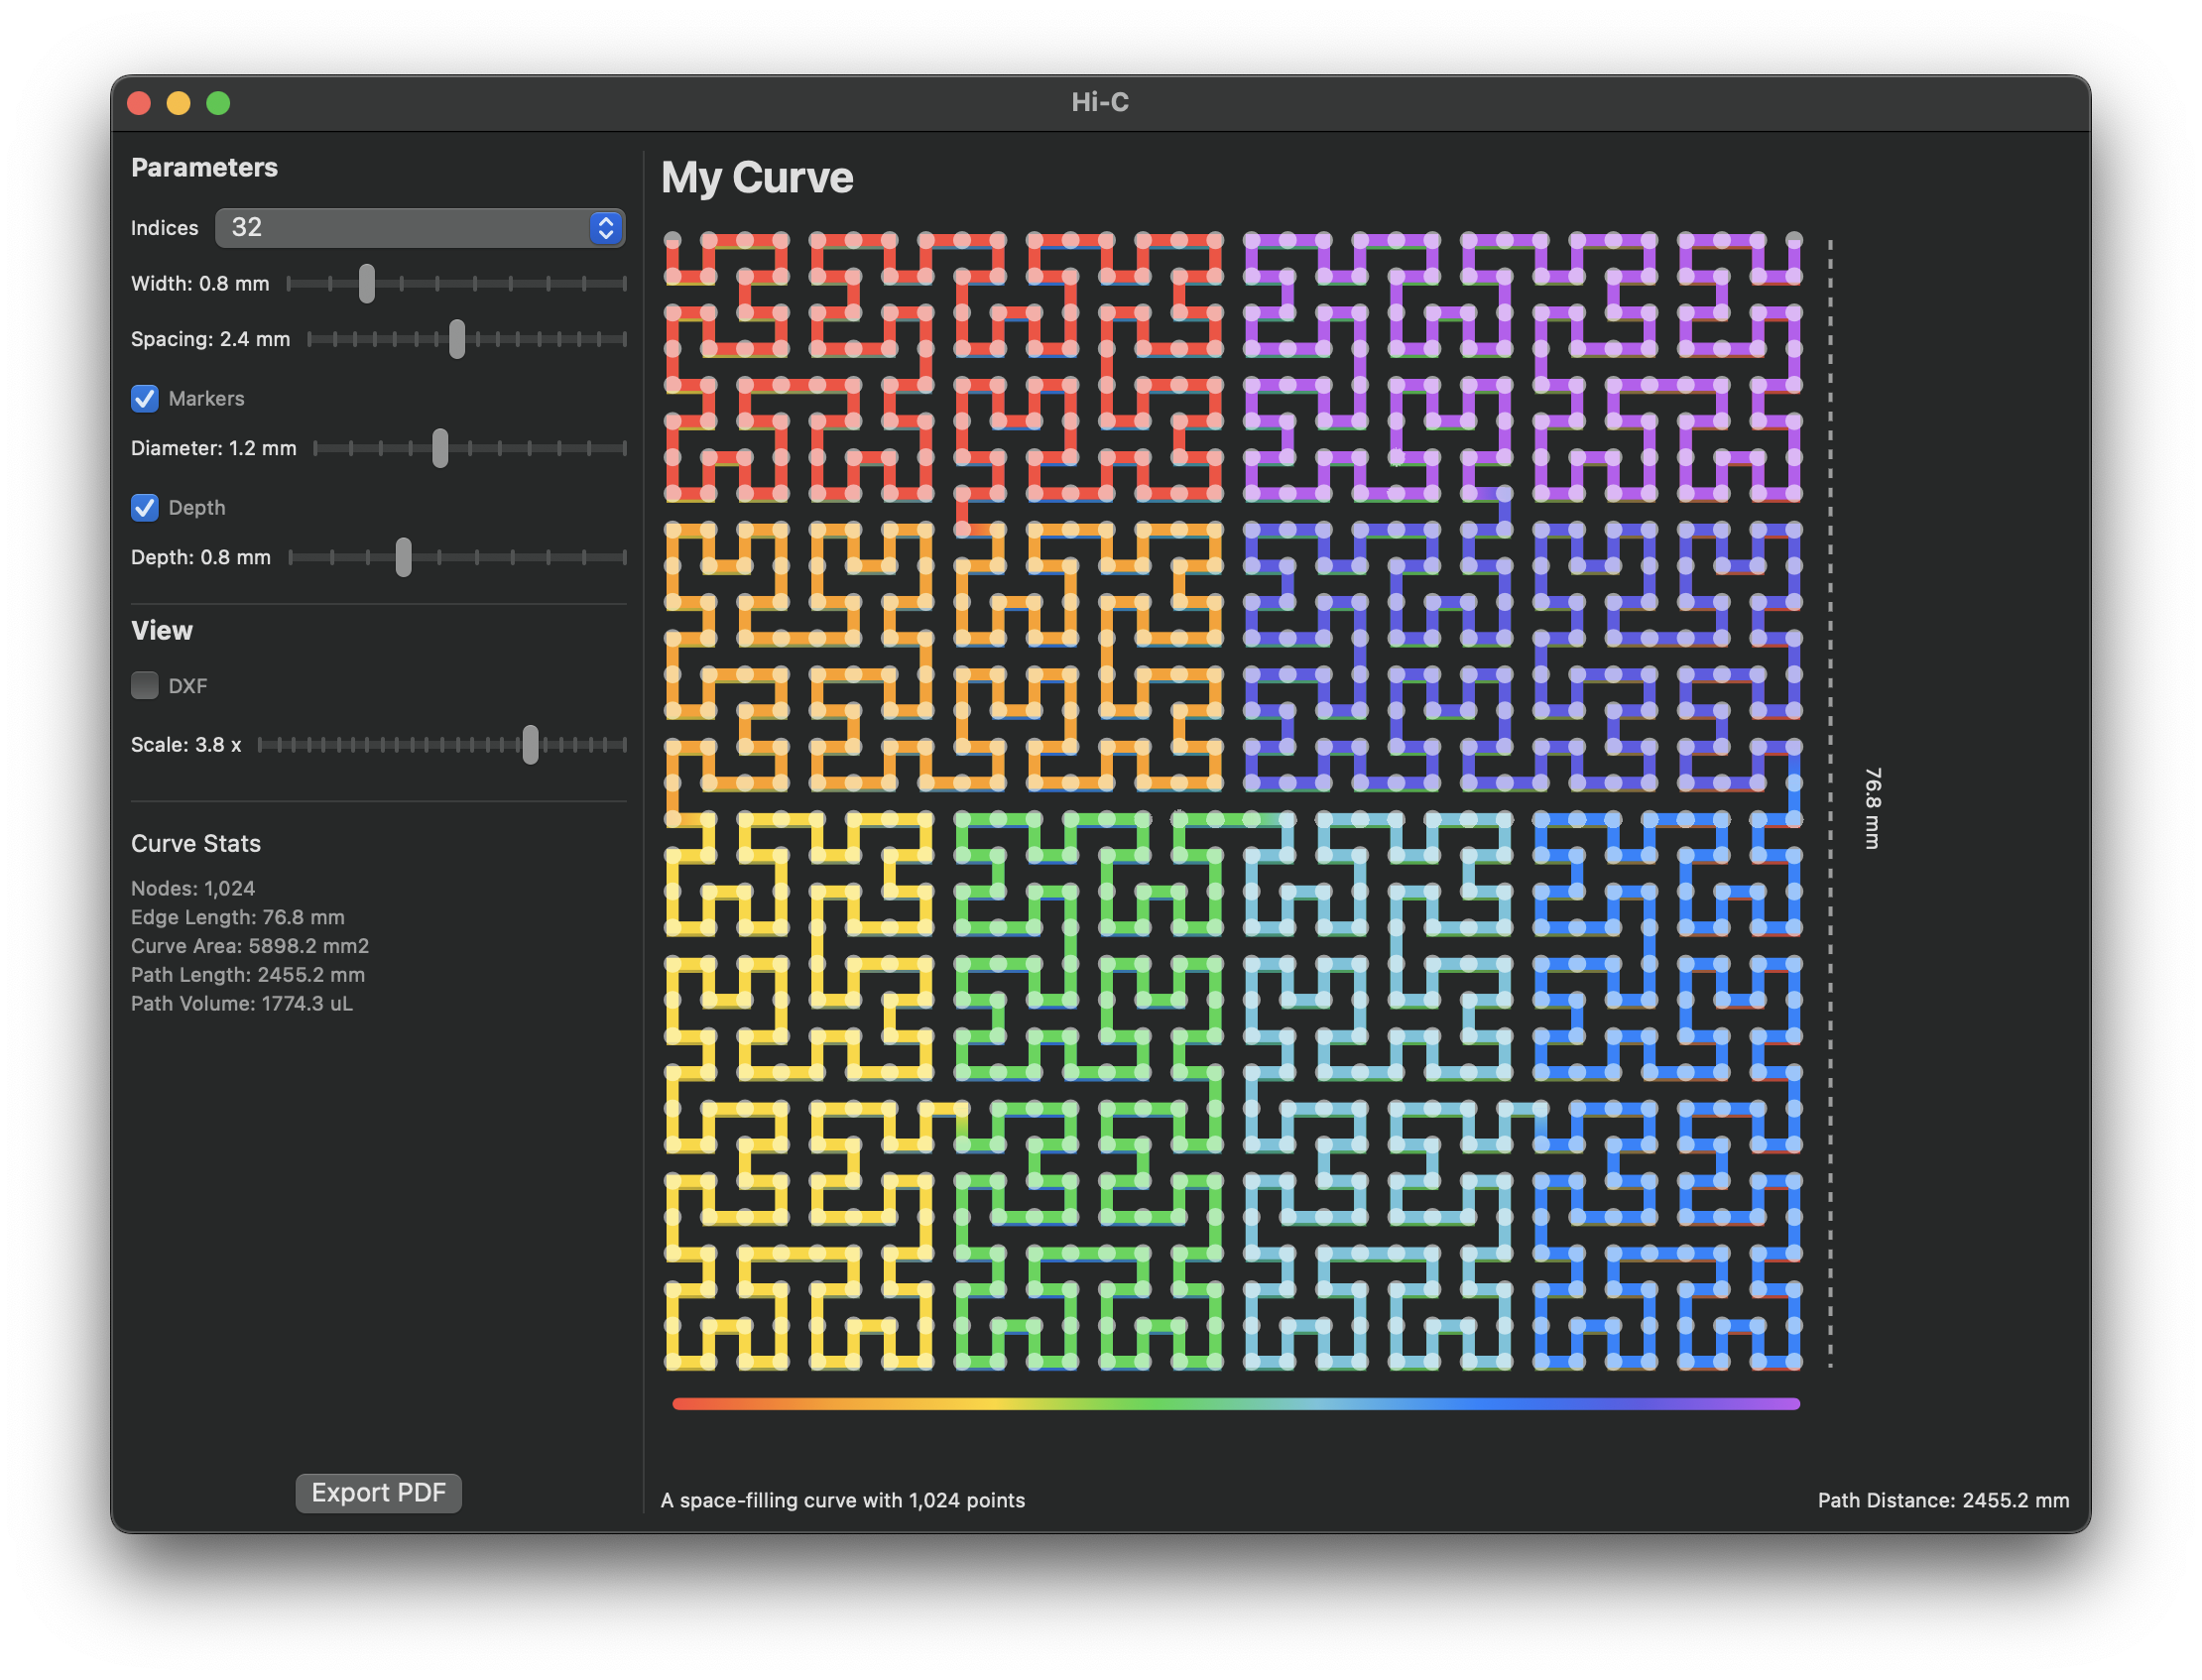 Hi-C
Parameters
Indices 32
Width: 0.8 mm
Spacing: 2.4 mm
Markers
Diameter: 1.2 mm
Depth
Depth: 0.8 mm
View
DXF
Scale: 3.8 x
Curve Stats
Nodes: 1,024
Edge Length: 76.8 mm
Curve Area: 5898.2 mm2
Path Length: 2455.2 mm
Path Volume: 1774.3 uL
Export PDF
My Curve
76.8 mm
A space-filling curve with 1,024 points
Path Distance: 2455.2 mm